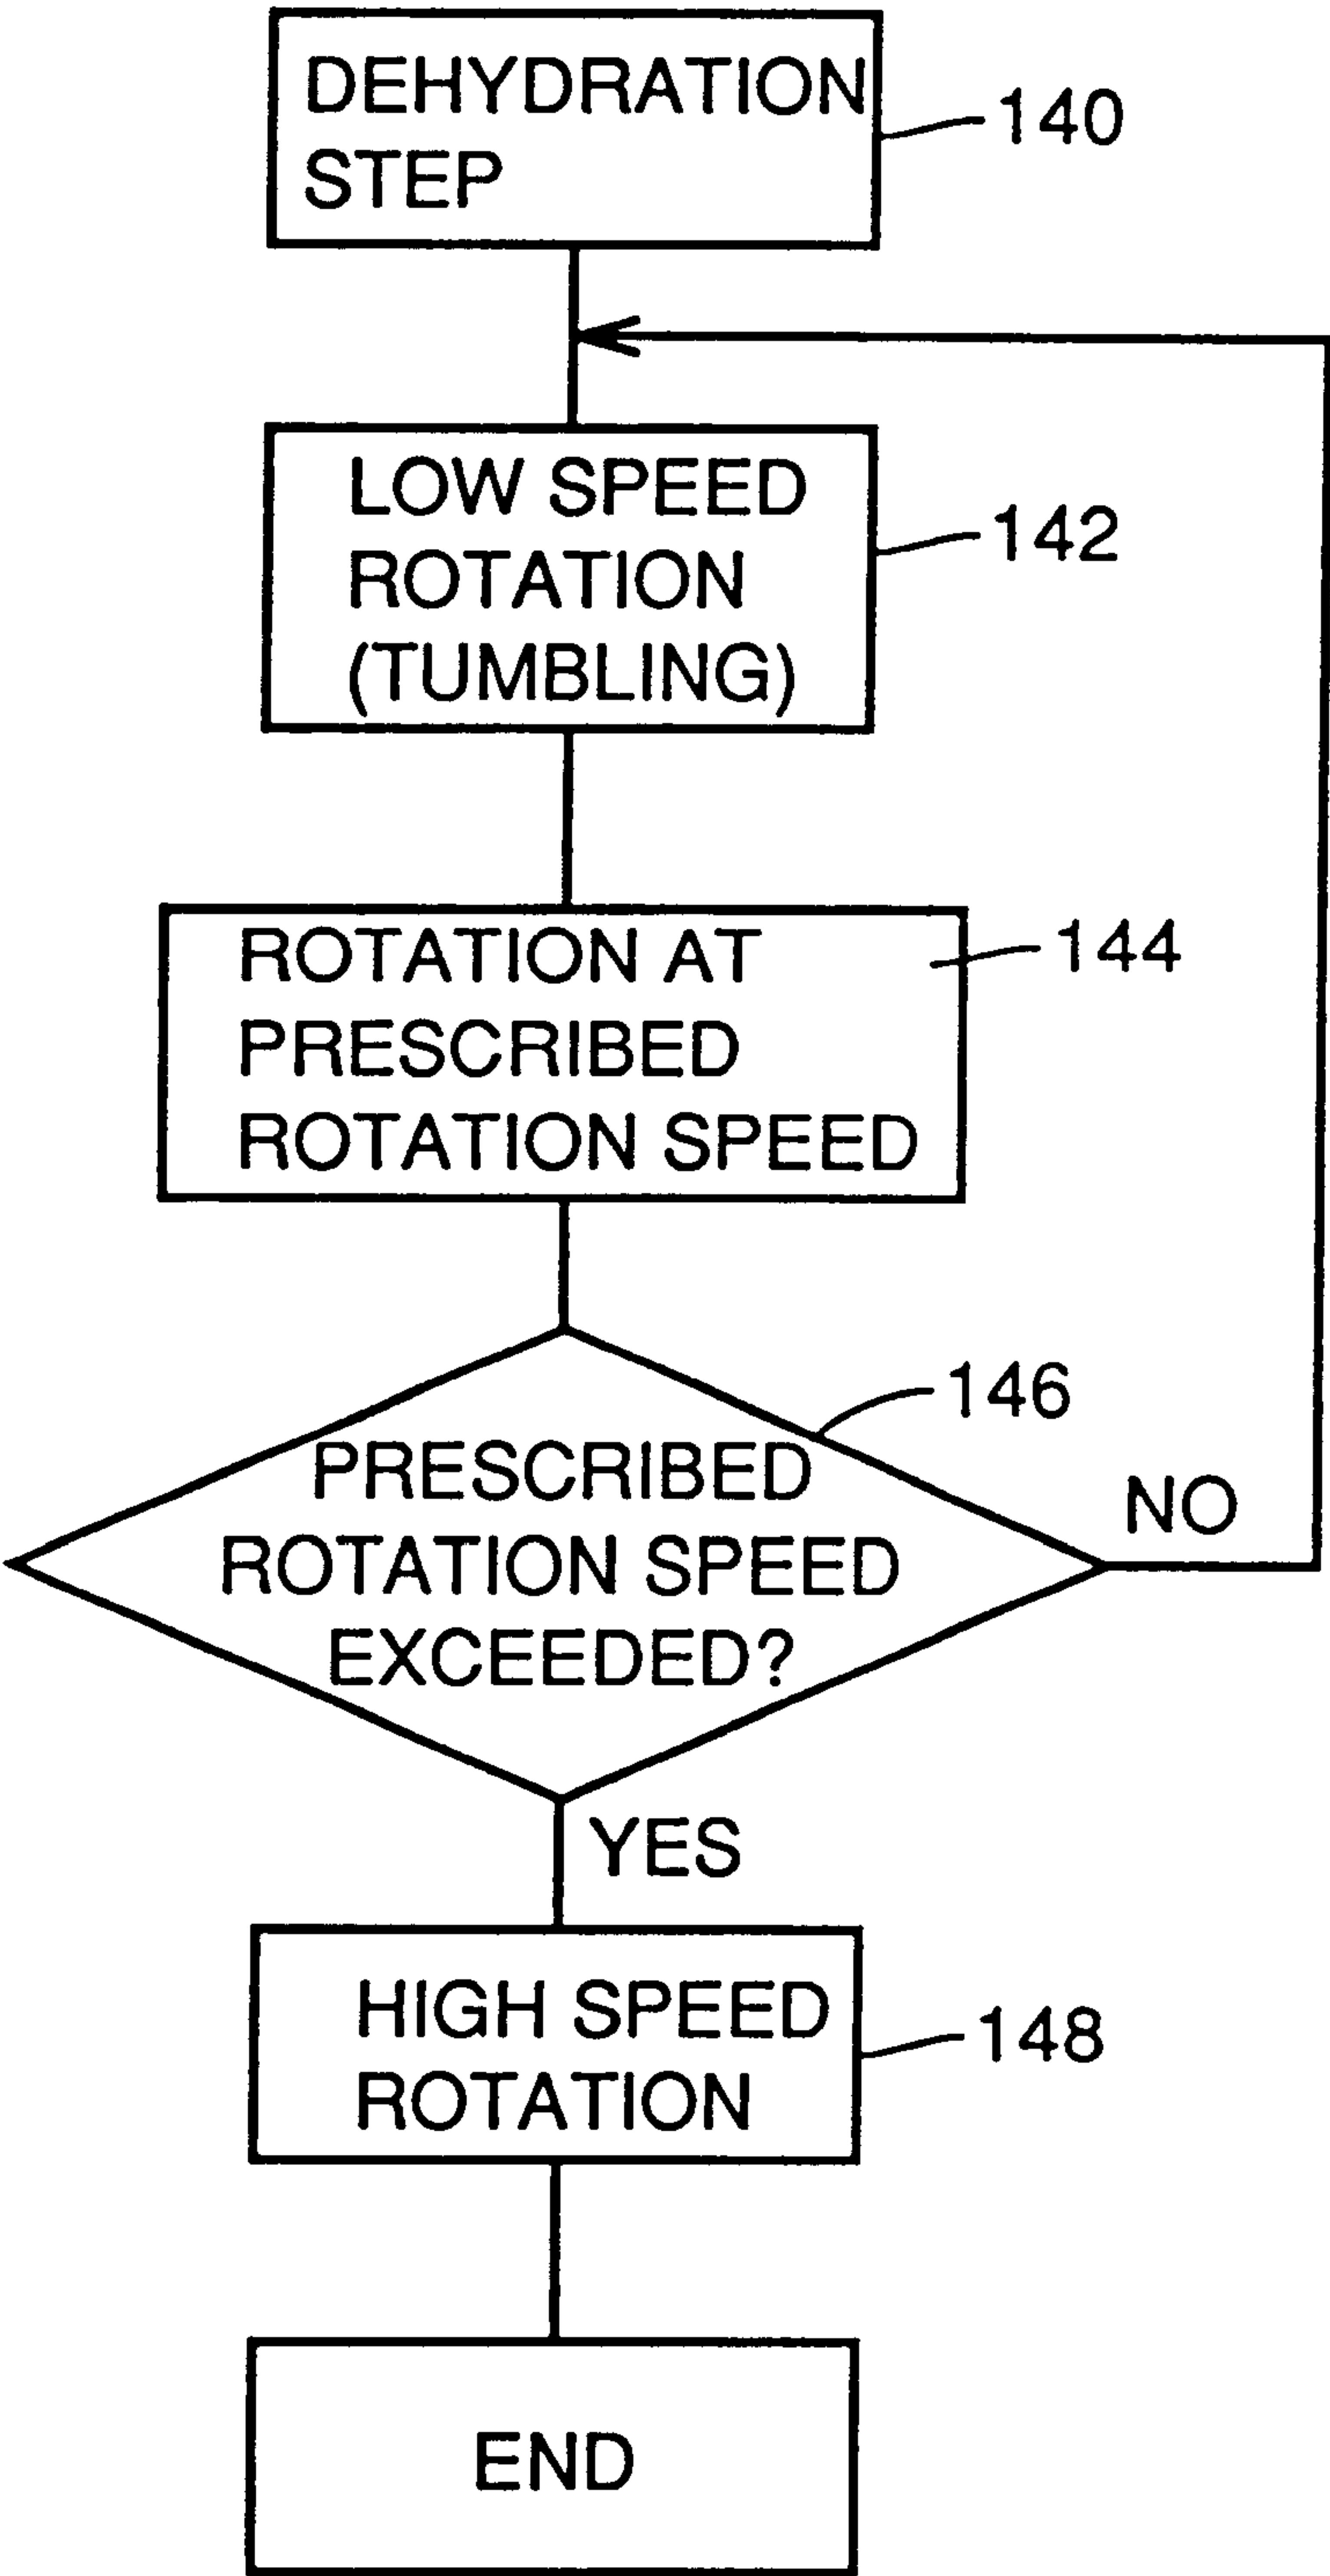 DEHYDRATION
STEP
140
LOW SPEED
ROTATION
(TUMBLING)
142
ROTATION AT
PRESCRIBED
ROTATION SPEED
144
PRESCRIBED
ROTATION SPEED
EXCEEDED?
146
NO
YES
HIGH SPEED
ROTATION
148
END